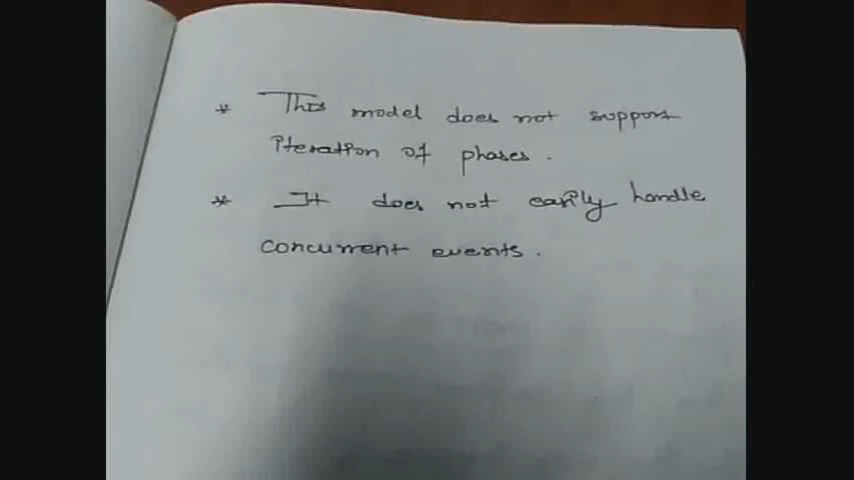 * This model does not support
iteration of phases.
* It does not easily handle
concurrent events.